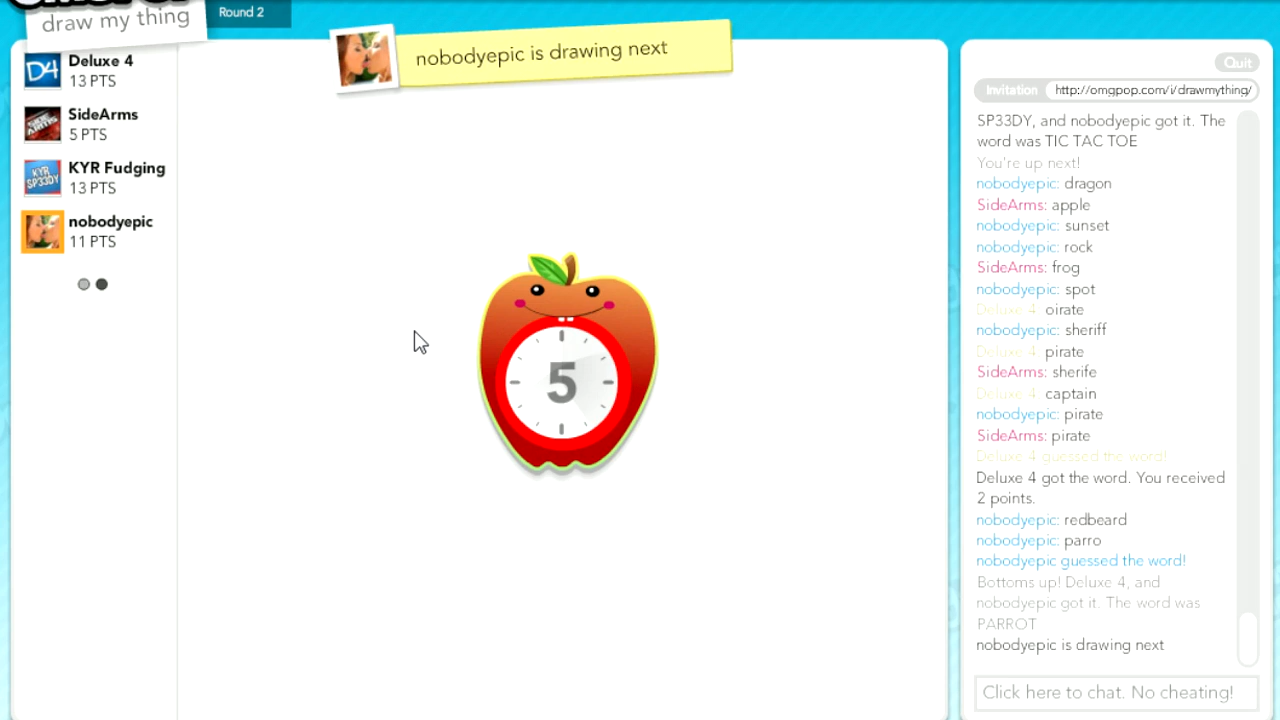 draw my thing
Round 2
nobodyepic is drawing next
D4
Deluxe 4
13 PTS
SideArms
5 PTS
KYR
SP33DY
KYR Fudging
13 PTS
nobodyepic
11 PTS
5
Quit
Invitation http://omgpop.com/i/drawmything/
SP33DY, and nobodyepic got it. The
word was TIC TAC TOE
You're up next!
nobodyepic: dragon
SideArms: apple
nobodyepic: sunset
nobodyepic: rock
SideArms: frog
nobodyepic: spot
Deluxe 4: oirate
nobodyepic: sheriff
Deluxe 4: pirate
SideArms: sherife
Deluxe 4: captain
nobodyepic: pirate
SideArms: pirate
Deluxe 4 guessed the word!
Deluxe 4 got the word. You received
2 points.
nobodyepic: redbeard
nobodyepic: parro
nobodyepic guessed the word!
Bottoms up! Deluxe 4, and
nobodyepic got it. The word was
PARROT
nobodyepic is drawing next
Click here to chat. No cheating!